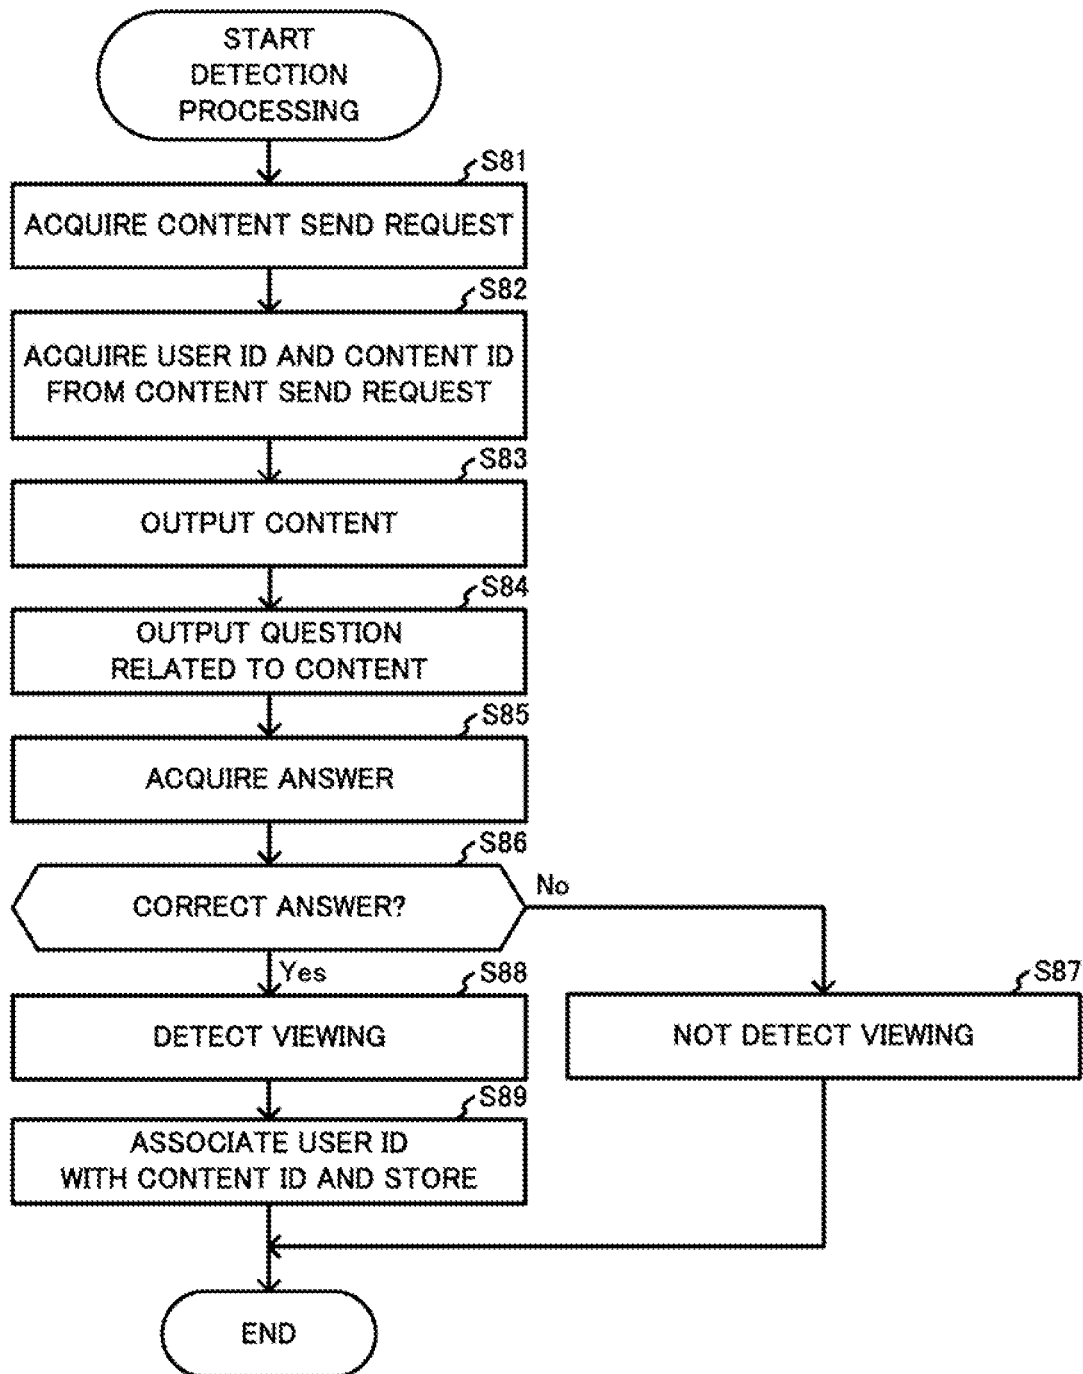 START
DETECTION
PROCESSING
S81
ACQUIRE CONTENT SEND REQUEST
S82
ACQUIRE USER ID AND CONTENT ID
FROM CONTENT SEND REQUEST
S83
OUTPUT CONTENT
S84
OUTPUT QUESTION
RELATED TO CONTENT
S85
ACQUIRE ANSWER
S86
CORRECT ANSWER?
No
Yes
S88
DETECT VIEWING
S87
NOT DETECT VIEWING
S89
ASSOCIATE USER ID
WITH CONTENT ID AND STORE
END